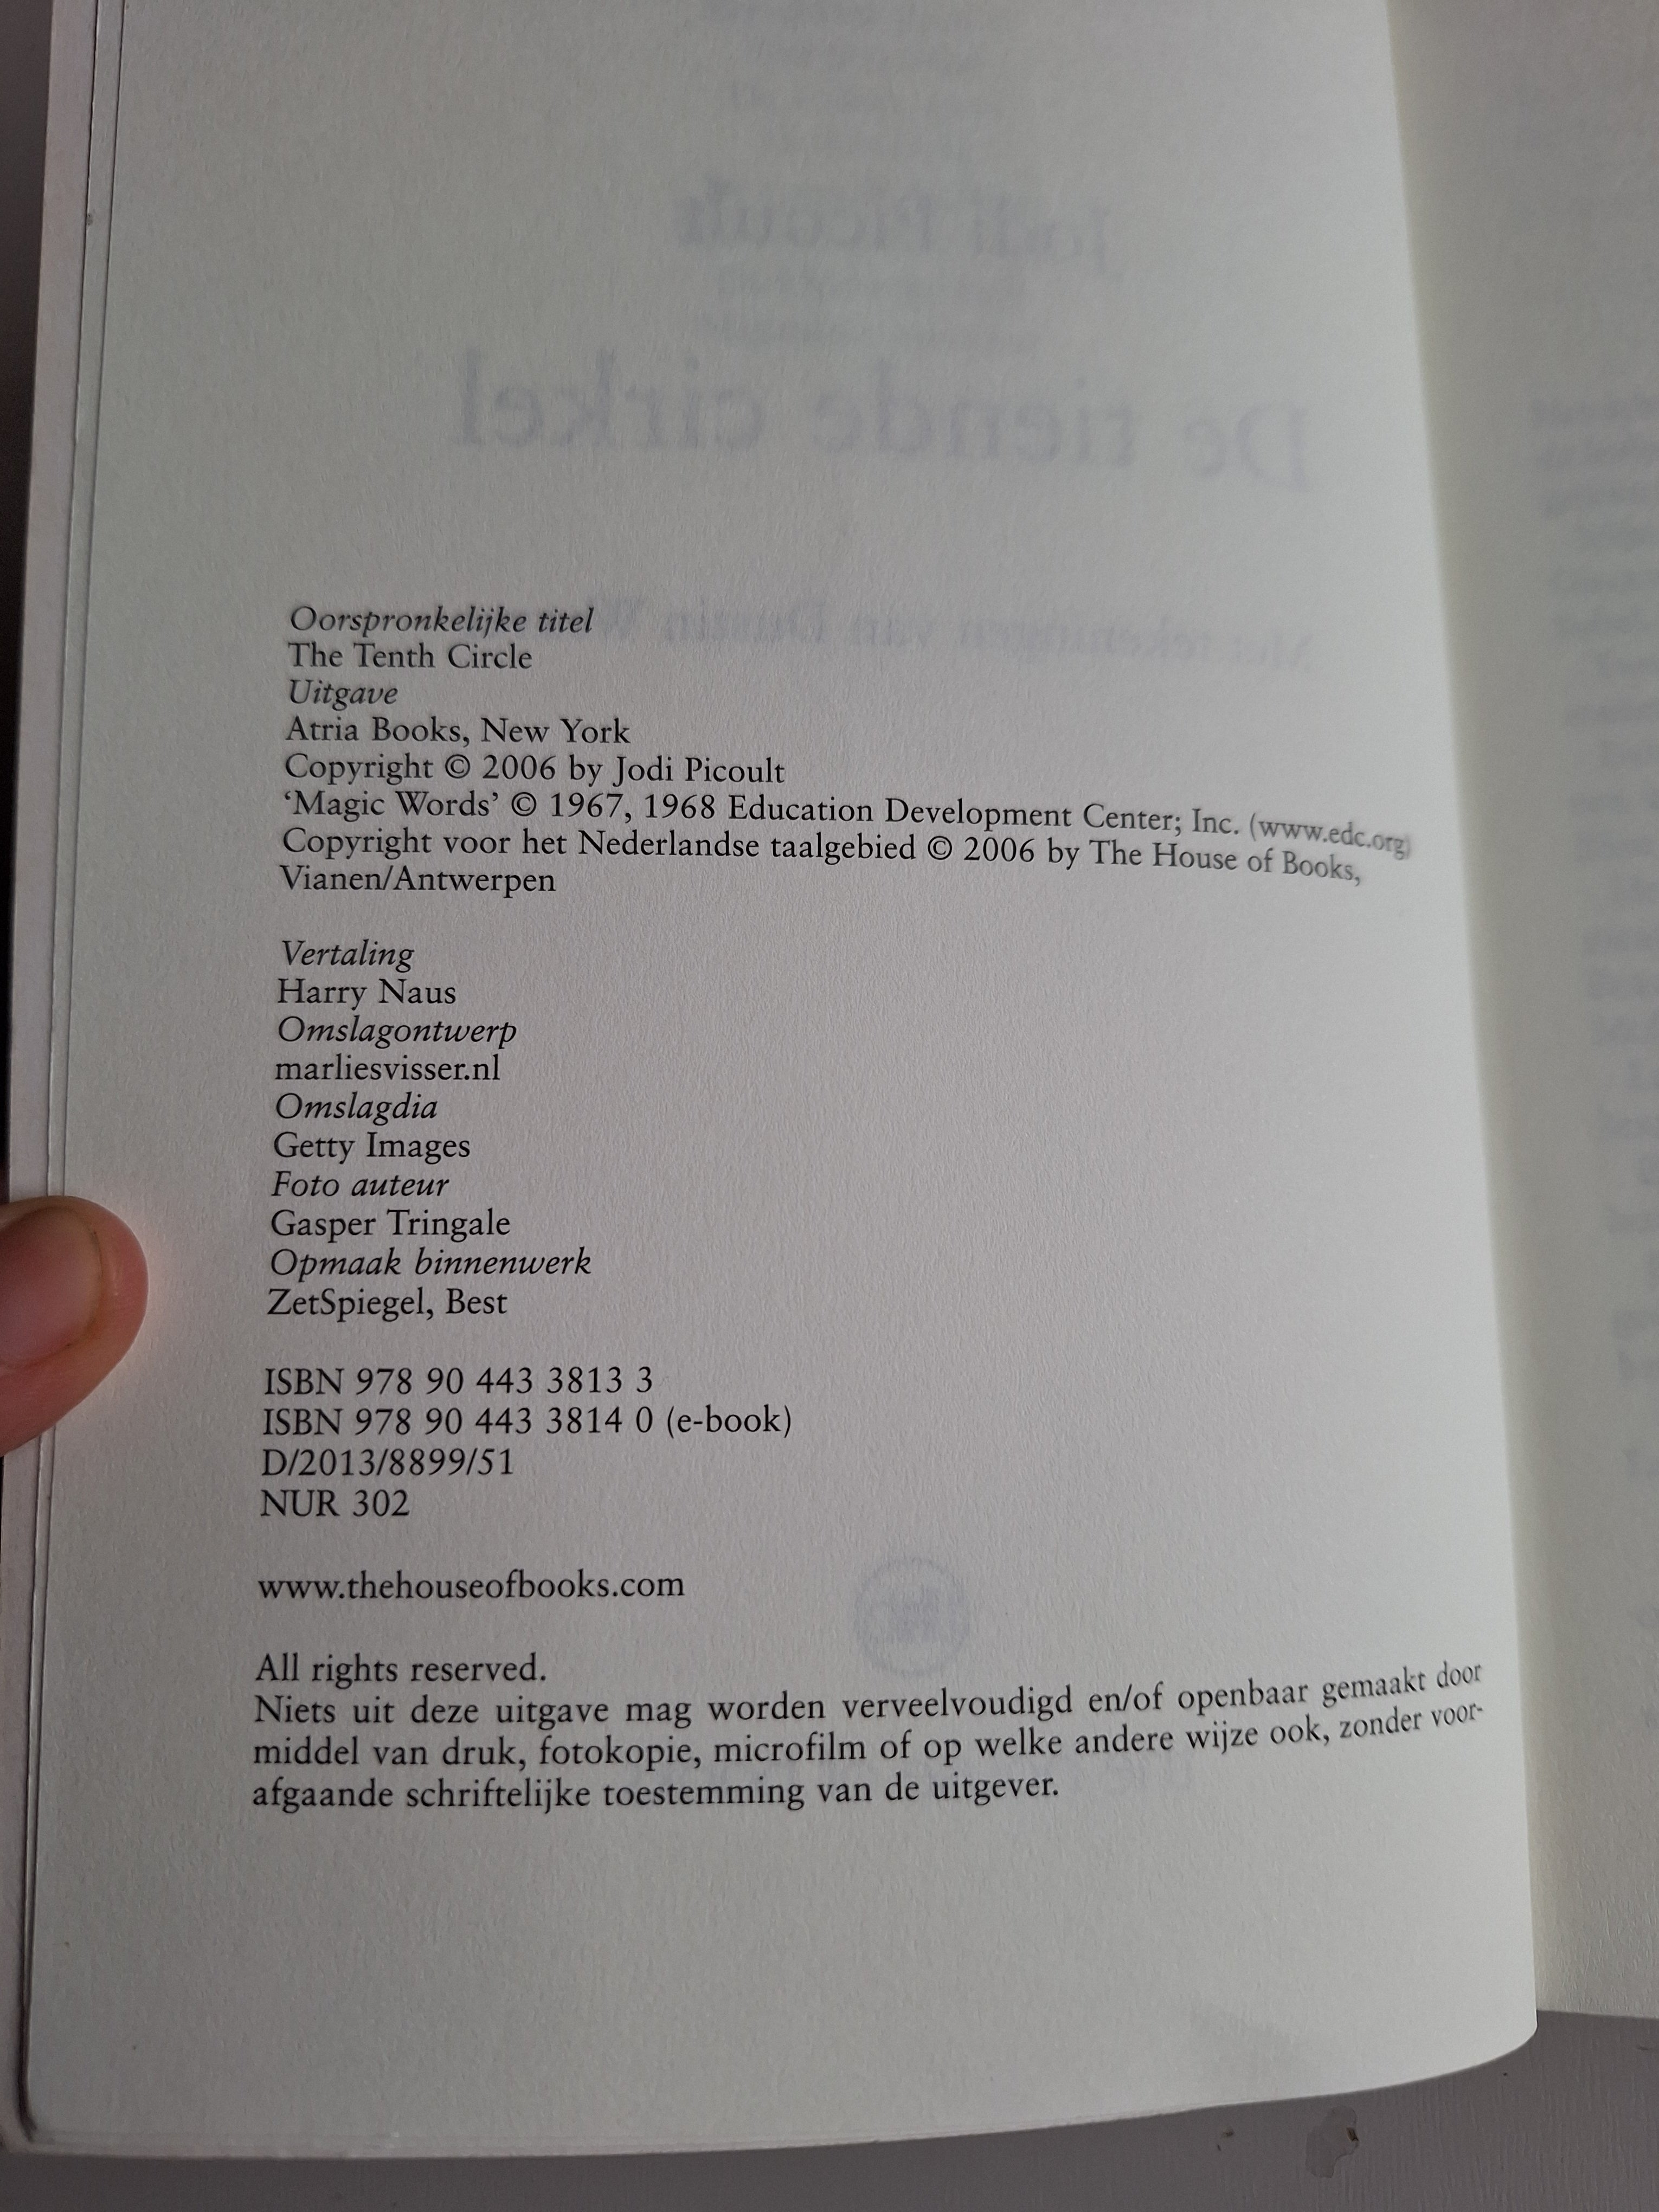 Jodi Picoult
De tiende cirkel
Oorspronkelijke titel
The Tenth Circle
Uitgave
Atria Books, New York
Copyright © 2006 by Jodi Picoult
‘Magic Words’ © 1967, 1968 Education Development Center; Inc. (www.edc.org)
Copyright voor het Nederlandse taalgebied © 2006 by The House of Books,
Vianen/Antwerpen
Vertaling
Harry Naus
Omslagontwerp
marliesvisser.nl
Omslagdia
Getty Images
Foto auteur
Gasper Tringale
Opmaak binnenwerk
ZetSpiegel, Best
ISBN 978 90 443 3813 3
ISBN 978 90 443 3814 0 (e-book)
D/2013/8899/51
NUR 302
www.thehouseofbooks.com
All rights reserved.
Niets uit deze uitgave mag worden verveelvoudigd en/of openbaar gemaakt door
middel van druk, fotokopie, microfilm of op welke andere wijze ook, zonder voor-
afgaande schriftelijke toestemming van de uitgever.